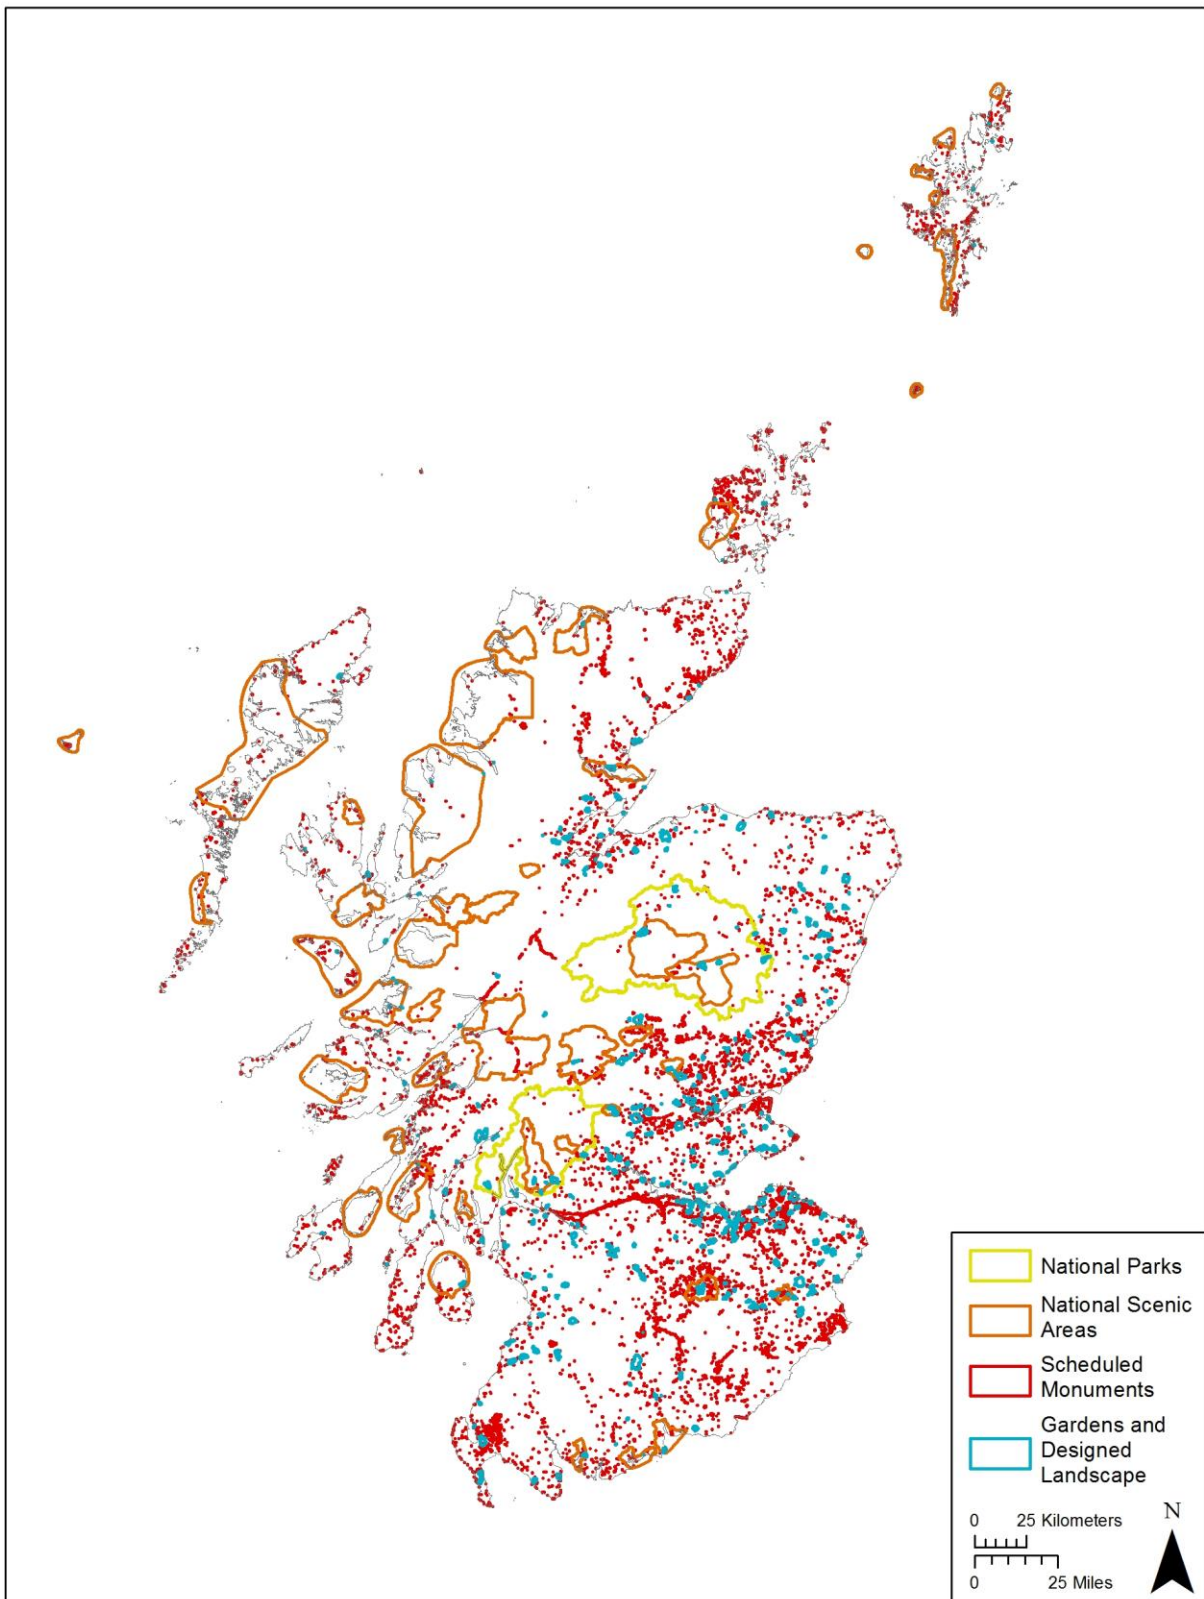 National Parks
National Scenic
Areas
Scheduled
Monuments
Gardens and
Designed
Landscape
0 25 Kilometers
0 25 Miles
N